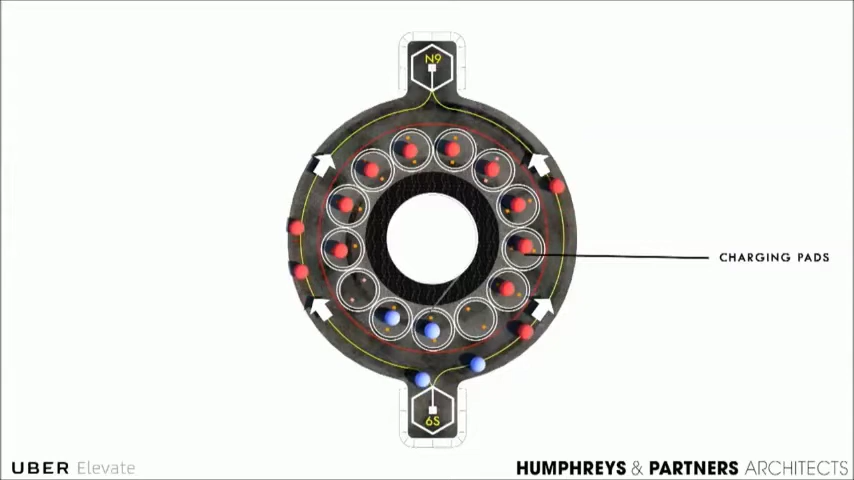 N9
CHARGING PADS
6S
UBER Elevate
HUMPHREYS & PARTNERS ARCHITECTS